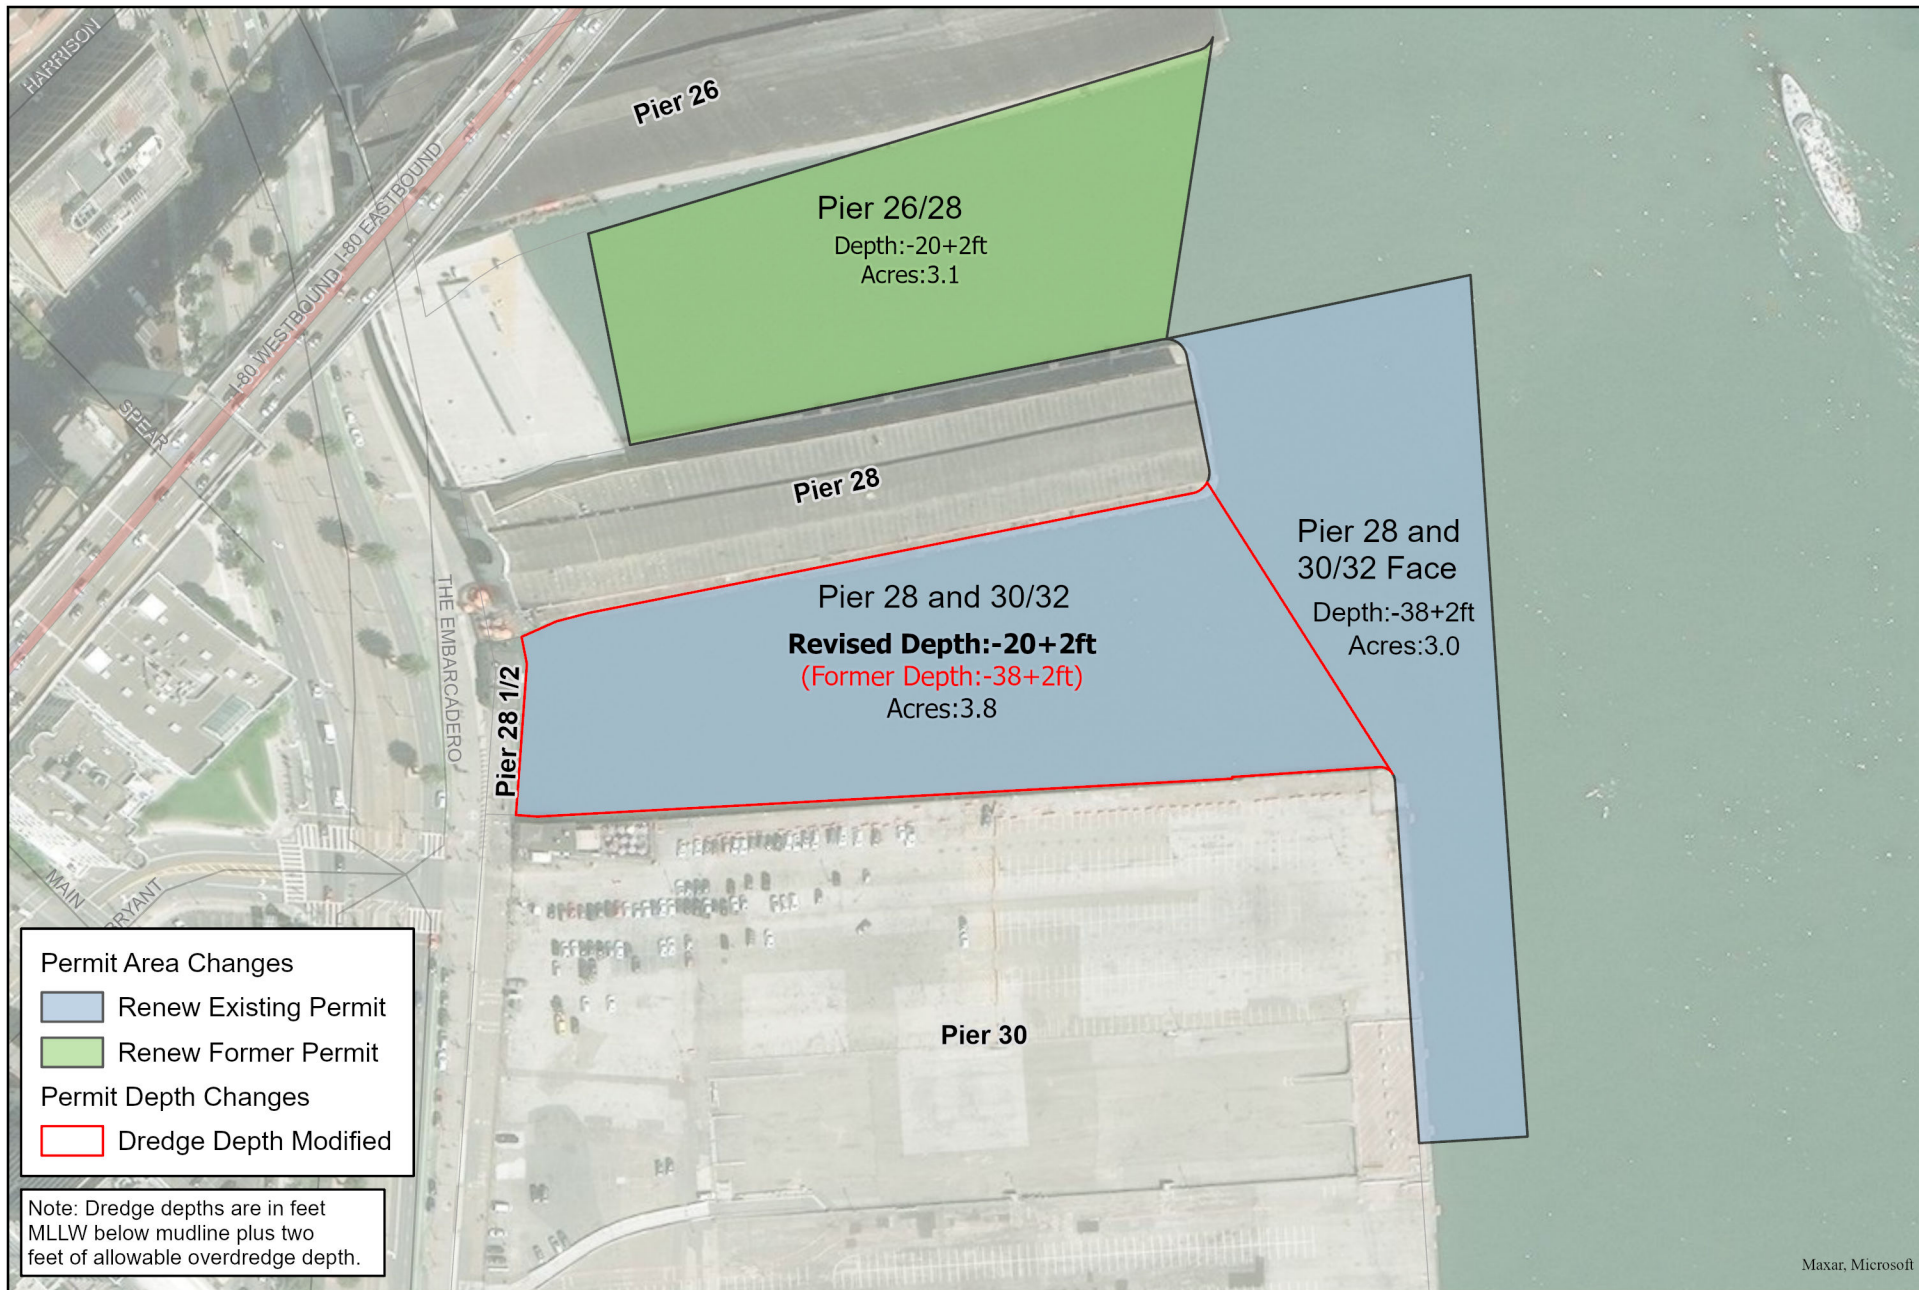 HARRISON
Pier 26
I-80 WESTBOUND I-80 EASTBOUND
Pier 26/28
Depth:-20+2ft
Acres:3.1
SPEAR
Pier 28
THE EMBARCADERO
Pier 28 1/2
Pier 28 and 30/32
Revised Depth:-20+2ft
(Former Depth:-38+2ft)
Acres:3.8
Pier 28 and
30/32 Face
Depth:-38+2ft
Acres:3.0
MAIN
BRYANT
Pier 30
Permit Area Changes
Renew Existing Permit
Renew Former Permit
Permit Depth Changes
Dredge Depth Modified
Note: Dredge depths are in feet
MLLW below mudline plus two
feet of allowable overdredge depth.
Maxar, Microsoft